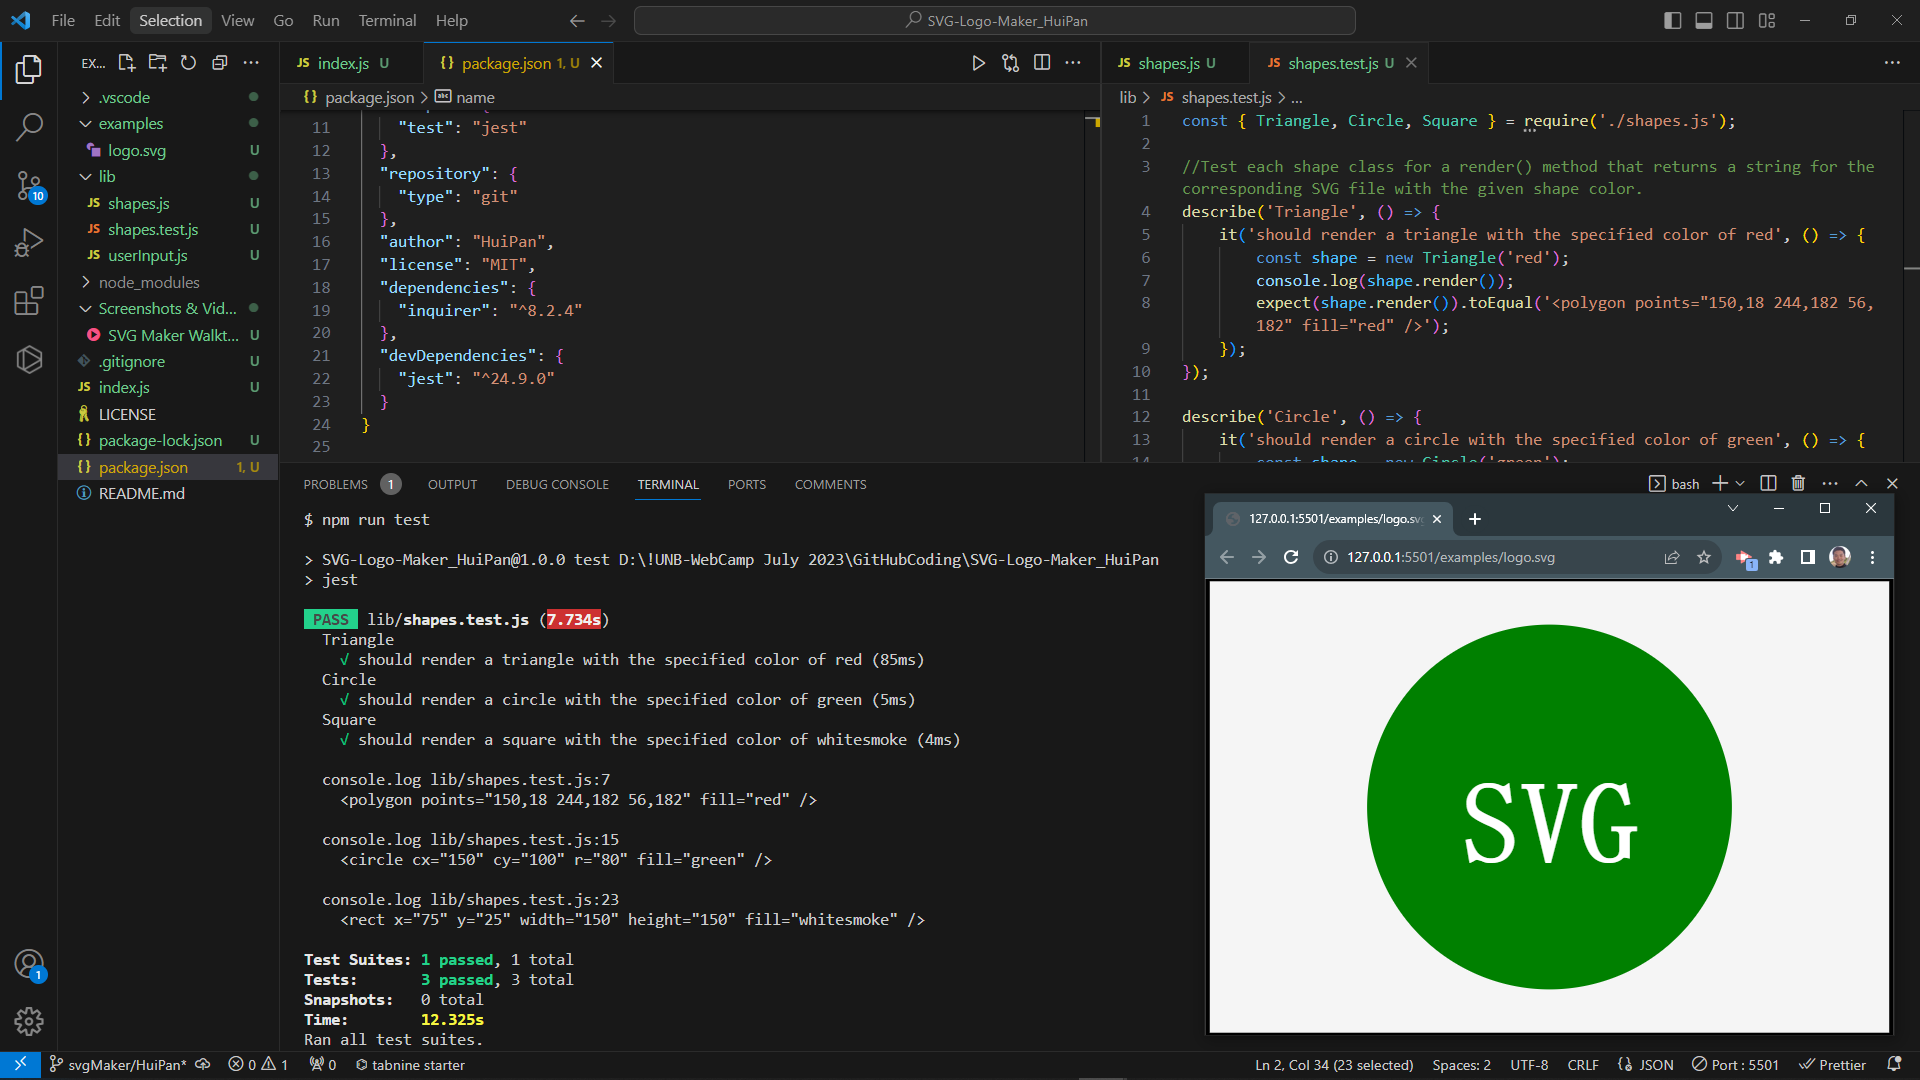 File Edit Selection View Go Run Terminal Help
SVG-Logo-Maker_HuiPan
EX...
.vscode
examples
logo.svg U
lib
JS shapes.js U
JS shapes.test.js U
JS userInput.js U
node_modules
Screenshots & Vid...
SVG Maker Walkt... U
.gitignore U
JS index.js U
LICENSE
{} package-lock.json U
{} package.json 1, U
README.md
10
1
JS index.js U
{} package.json 1, U
{} package.json > abc name
11 "test": "jest"
12 },
13 "repository": {
14 "type": "git"
15 },
16 "author": "HuiPan",
17 "license": "MIT",
18 "dependencies": {
19 "inquirer": "^8.2.4"
20 },
21 "devDependencies": {
22 "jest": "^24.9.0"
23 }
24 }
25
JS shapes.js U
JS shapes.test.js U
lib > JS shapes.test.js > ...
1 const { Triangle, Circle, Square } = require('./shapes.js');
2
3 //Test each shape class for a render() method that returns a string for the
corresponding SVG file with the given shape color.
4 describe('Triangle', () => {
5 it('should render a triangle with the specified color of red', () => {
6 const shape = new Triangle('red');
7 console.log(shape.render());
8 expect(shape.render()).toEqual('<polygon points="150,18 244,182 56,
182" fill="red" />');
9 });
10 });
11
12 describe('Circle', () => {
13 it('should render a circle with the specified color of green', () => {
14 const shape = new Circle('green');
PROBLEMS 1 OUTPUT DEBUG CONSOLE TERMINAL PORTS COMMENTS
bash
$ npm run test
> SVG-Logo-Maker_HuiPan@1.0.0 test D:\!UNB-WebCamp July 2023\GitHubCoding\SVG-Logo-Maker_HuiPan
> jest
PASS lib/shapes.test.js (7.734s)
Triangle
√ should render a triangle with the specified color of red (85ms)
Circle
√ should render a circle with the specified color of green (5ms)
Square
√ should render a square with the specified color of whitesmoke (4ms)
console.log lib/shapes.test.js:7
<polygon points="150,18 244,182 56,182" fill="red" />
console.log lib/shapes.test.js:15
<circle cx="150" cy="100" r="80" fill="green" />
console.log lib/shapes.test.js:23
<rect x="75" y="25" width="150" height="150" fill="whitesmoke" />
Test Suites: 1 passed, 1 total
Tests: 3 passed, 3 total
Snapshots: 0 total
Time: 12.325s
Ran all test suites.
127.0.0.1:5501/examples/logo.sv
127.0.0.1:5501/examples/logo.svg
1
SVG
svgMaker/HuiPan* 0 1 0 tabnine starter
Ln 2, Col 34 (23 selected) Spaces: 2 UTF-8 CRLF {} JSON Port : 5501 Prettier